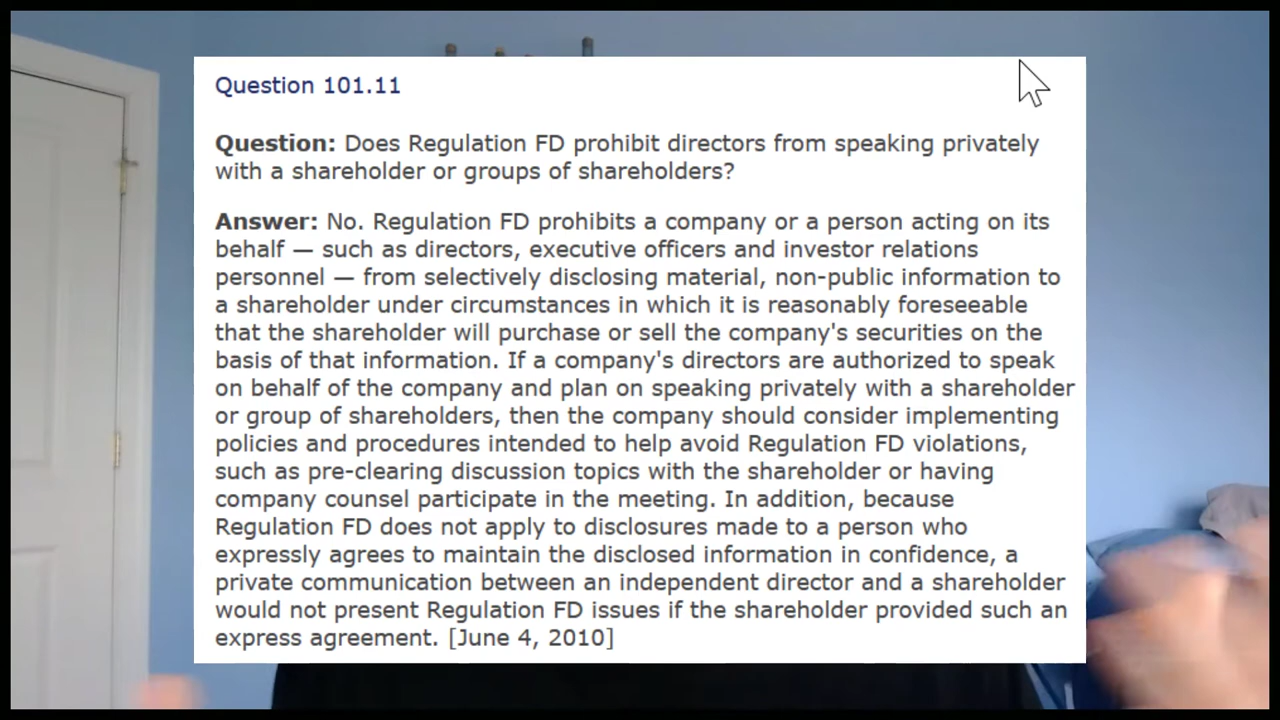 Question 101.11
Question: Does Regulation FD prohibit directors from speaking privately
with a shareholder or groups of shareholders?
Answer: No. Regulation FD prohibits a company or a person acting on its
behalf — such as directors, executive officers and investor relations
personnel — from selectively disclosing material, non-public information to
a shareholder under circumstances in which it is reasonably foreseeable
that the shareholder will purchase or sell the company's securities on the
basis of that information. If a company's directors are authorized to speak
on behalf of the company and plan on speaking privately with a shareholder
or group of shareholders, then the company should consider implementing
policies and procedures intended to help avoid Regulation FD violations,
such as pre-clearing discussion topics with the shareholder or having
company counsel participate in the meeting. In addition, because
Regulation FD does not apply to disclosures made to a person who
expressly agrees to maintain the disclosed information in confidence, a
private communication between an independent director and a shareholder
would not present Regulation FD issues if the shareholder provided such an
express agreement. [June 4, 2010]